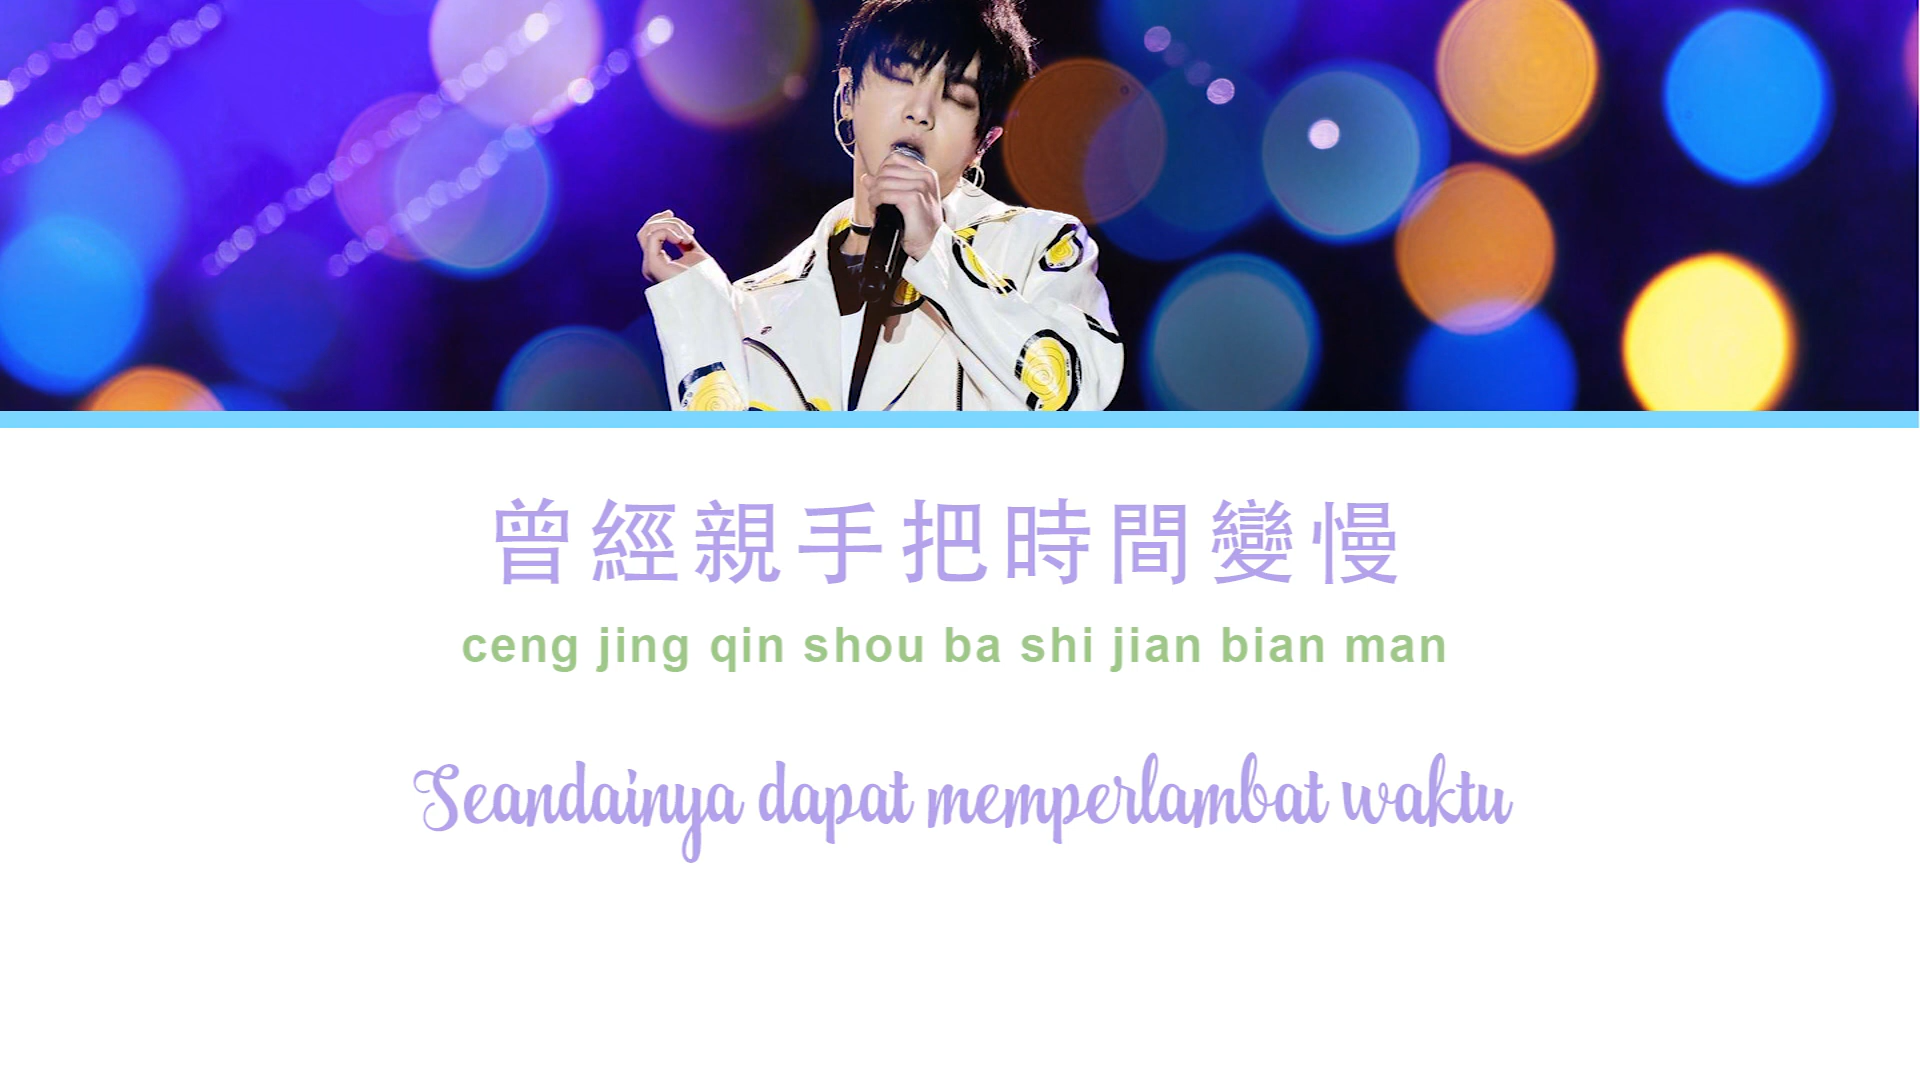 曾經親手把時間變慢
ceng jing qin shou ba shi jian bian man
Seandainya dapat memperlambat waktu